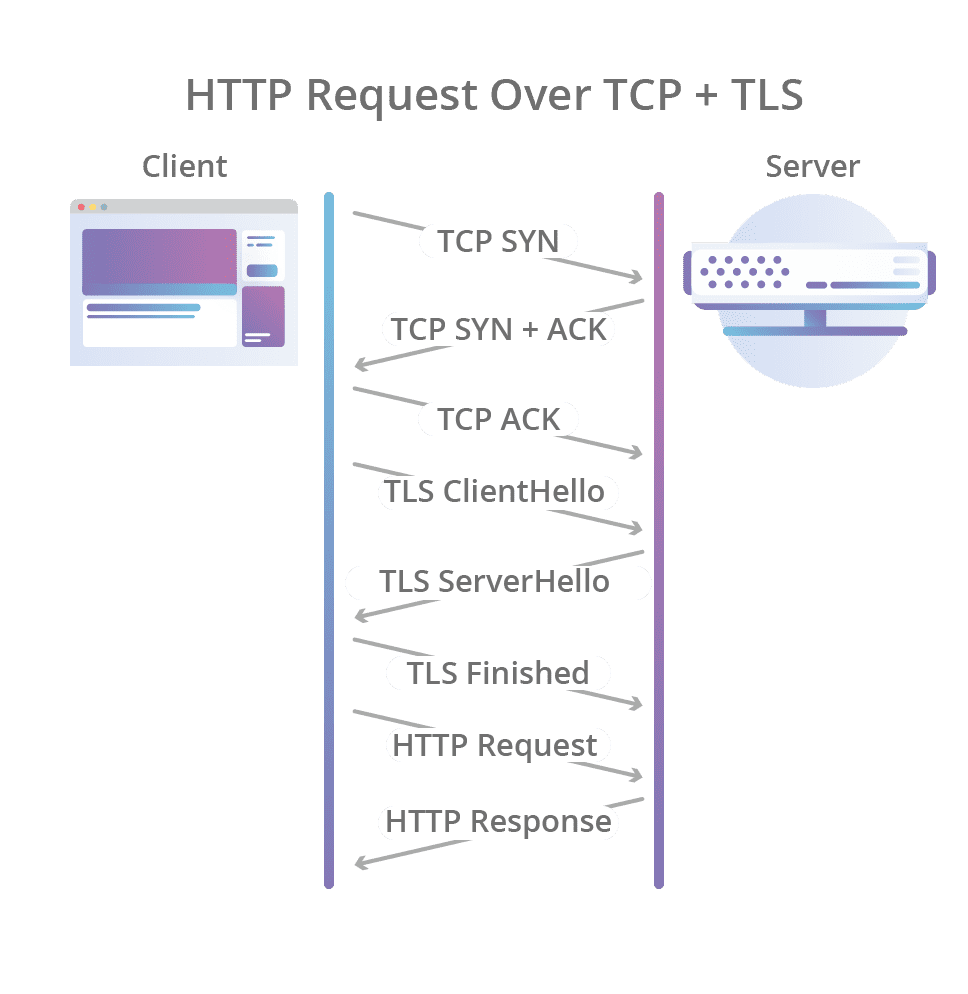 HTTP Request Over TCP + TLS
Client
Server
TCP SYN
TCP SYN + ACK
TCP ACK
TLS ClientHello
TLS ServerHello
TLS Finished
HTTP Request
HTTP Response